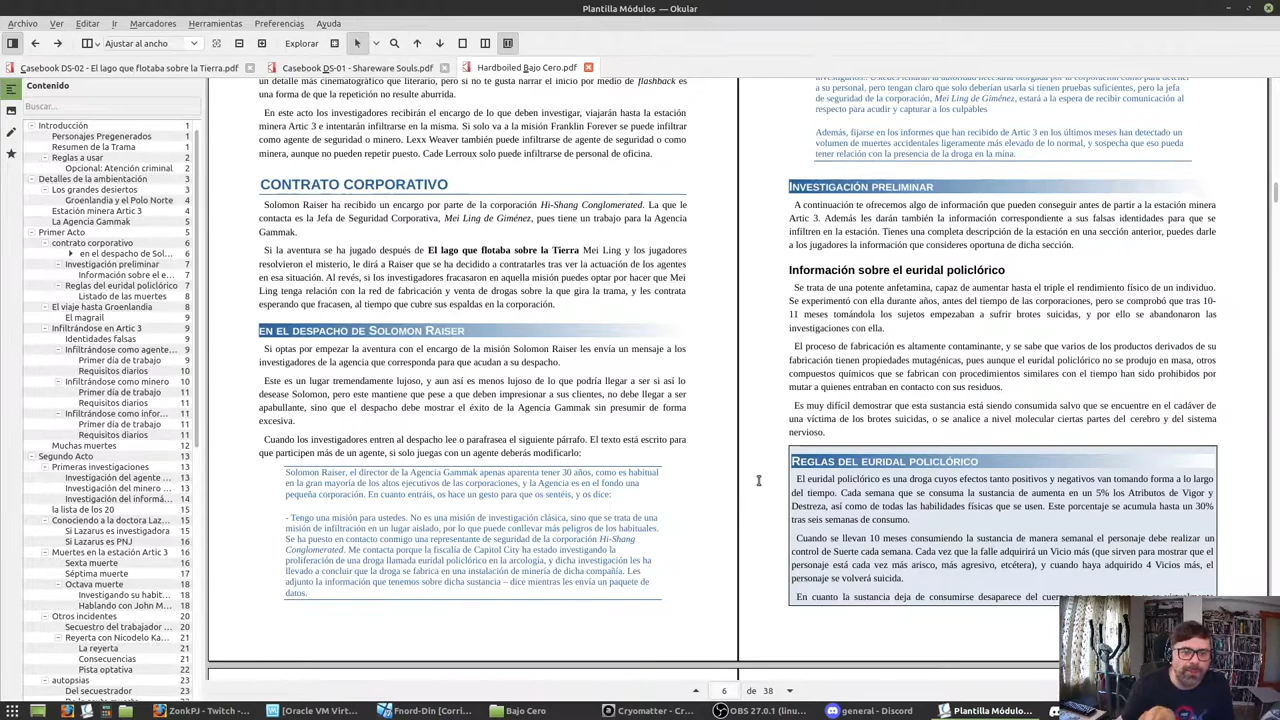 Plantilla Módulos — Okular
Archivo Ver Editar Ir Marcadores Herramientas Preferencias Ayuda
Ajustar al ancho Explorar
Casebook DS-02 - El lago que flotaba sobre la Tierra.pdf Casebook DS-01 - Shareware Souls.pdf Hardboiled Bajo Cero.pdf
Contenido
Buscar...
Introducción 1
Personajes Pregenerados 1
Resumen de la Trama 1
Reglas a usar 2
Opcional: Atención criminal 2
Detalles de la ambientación 3
Los grandes desiertos 3
Groenlandia y el Polo Norte 4
Estación minera Artic 3 4
La Agencia Gammak 5
Primer Acto 5
contrato corporativo 6
en el despacho de Sol... 6
Investigación preliminar 7
Información sobre el e... 7
Reglas del euridal policlórico 7
Listado de las muertes 8
El viaje hasta Groenlandia 8
El magrail 8
Infiltrándose en Artic 3 9
Identidades falsas 9
Infiltrándose como agente... 9
Primer día de trabajo 9
Requisitos diarios 10
Infiltrándose como minero 10
Primer día de trabajo 11
Requisitos diarios 11
Infiltrándose como infor... 11
Primer día de trabajo 11
Requisitos diarios 11
Muchas muertes 12
Segundo Acto 13
Primeras investigaciones 13
Investigación del agente ... 13
Investigación del minero ... 13
Investigación del informá... 13
la lista de los 20 13
Conociendo a la doctora Laz... 14
Si Lazarus es investigadora 14
Si Lazarus es PNJ 14
Muertes en la estación Artic 3 16
Sexta muerte 16
Séptima muerte 17
Octava muerte 18
Investigando su habit... 18
Hablando con John M... 18
Otros incidentes 20
Secuestro del trabajador ... 20
Reyerta con Nicodelo Ka... 21
La reyerta 21
Consecuencias 21
Pista optativa 22
autopsias 23
Del secuestrador 23
un detalle más cinematográfico que literario, pero si no te gusta narrar el inicio por medio de flashback es
una forma de que la repetición no resulte aburrida.
En este acto los investigadores recibirán el encargo de lo que deben investigar, viajarán hasta la estación
minera Artic 3 e intentarán infiltrarse en la misma. Si solo va a la misión Franklin Forever se puede infiltrar
como agente de seguridad o minero. Lexx Weaver también puede infiltrarse de agente de seguridad o como
minera, aunque no pueden repetir puesto. Cade Lerroux solo puede infiltrarse de personal de oficina.
CONTRATO CORPORATIVO
Solomon Raiser ha recibido un encargo por parte de la corporación Hi-Shang Conglomerated. La que le
contacta es la Jefa de Seguridad Corporativa, Mei Ling de Giménez, pues tiene un trabajo para la Agencia
Gammak.
Si la aventura se ha jugado después de El lago que flotaba sobre la Tierra Mei Ling y los jugadores
resolvieron el misterio, le dirá a Raiser que se ha decidido a contratarles tras ver la actuación de los agentes
en esa situación. Al revés, si los investigadores fracasaron en aquella misión puedes optar por hacer que Mei
Ling tenga relación con la red de fabricación y venta de drogas sobre la que gira la trama, y les contrata
esperando que fracasen, al tiempo que cubre sus espaldas en la corporación.
EN EL DESPACHO DE SOLOMON RAISER
Si optas por empezar la aventura con el encargo de la misión Solomon Raiser les envía un mensaje a los
investigadores de la agencia que corresponda para que acudan a su despacho.
Este es un lugar tremendamente lujoso, y aun así es menos lujoso de lo que podría llegar a ser si así lo
desease Solomon, pero este mantiene que pese a que deben impresionar a sus clientes, no debe llegar a ser
apabullante, sino que el despacho debe mostrar el éxito de la Agencia Gammak sin presumir de forma
excesiva.
Cuando los investigadores entren al despacho lee o parafrasea el siguiente párrafo. El texto está escrito para
que modificarlo:
Solomon Raiser, el director de la Agencia Gammak apenas aparenta tener 30 años, como es habitual
en la gran mayoría de los altos ejecutivos de las corporaciones, y la Agencia es en el fondo una
pequeña corporación. En cuanto entráis, os hace un gesto para que os sentéis, y os dice:
- Tengo una misión para ustedes. No es una misión de investigación clásica, sino que se trata de una
misión de infiltración en un lugar aislado, por lo que puede conllevar más peligros de los habituales.
Se ha puesto en contacto conmigo una representante de seguridad de la corporación Hi-Shang
Conglomerated. Me contacta porque la fiscalía de Capitol City ha estado investigando la
proliferación de una droga llamada euridal policlórico en la arcología, y dicha investigación les ha
llevado a concluir que la droga se fabrica en una instalación de minería de dicha compañía. Les
adjunto la información que tenemos sobre dicha sustancia – dice mientras les envía un paquete de
datos.
a su personal, pero tengan claro que solo deberían usarla si tienen pruebas suficientes, pero la jefa
de seguridad de la corporación, Mei Ling de Giménez, estará a la espera de recibir comunicación al
respecto para acudir y capturar a los culpables
Además, fijarse en los informes que han recibido de Artic 3 en los últimos meses han detectado un
volumen de muertes accidentales ligeramente más elevado de lo normal, y sospecha que eso pueda
tener relación con la presencia de la droga en la mina.
INVESTIGACIÓN PRELIMINAR
A continuación te ofrecemos algo de información que pueden conseguir antes de partir a la estación minera
Artic 3. Además les darán también la información correspondiente a sus falsas identidades para que se
infiltren en la estación. Tienes una completa descripción de la estación en una sección anterior, puedes darle
a los jugadores la información que consideres oportuna de dicha sección.
Información sobre el euridal policlórico
Se trata de una potente anfetamina, capaz de aumentar hasta el triple el rendimiento físico de un individuo.
Se experimentó con ella durante años, antes del tiempo de las corporaciones, pero se comprobó que tras 10-
11 meses tomándola los sujetos empezaban a sufrir brotes suicidas, y por ello se abandonaron las
investigaciones con ella.
El proceso de fabricación es altamente contaminante, y se sabe que varios de los productos derivados de su
fabricación tienen propiedades mutagénicas, pues aunque el euridal policlórico no se produjo en masa, otros
compuestos químicos que se fabrican con procedimientos similares con el tiempo han sido prohibidos por
mutar a quienes entraban en contacto con sus residuos.
Es muy difícil demostrar que esta sustancia está siendo consumida salvo que se encuentre en el cadáver de
una víctima de los brotes suicidas, o se analice a nivel molecular ciertas partes del cerebro y del sistema
nervioso.
REGLAS DEL EURIDAL POLICLÓRICO
El euridal policlórico es una droga cuyos efectos tanto positivos y negativos van tomando forma a lo largo
del tiempo. Cada semana que se consuma la sustancia de aumenta en un 5% los Atributos de Vigor y
Destreza, así como de todas las habilidades físicas que se usen. Este porcentaje se acumula hasta un 30%
tras seis semanas de consumo.
Cuando se llevan 10 meses consumiendo la sustancia de manera semanal el personaje debe realizar un
control de Suerte cada semana. Cada vez que la falle adquirirá un Vicio más (que sirven para mostrar que el
personaje está cada vez más arisco, más agresivo, etcétera), y cuando haya adquirido 4 Vicios más, el
personaje se volverá suicida.
En cuanto la sustancia deja de consumirse desaparece del
6 de 38
ZonkPJ - Twitch -... [Oracle VM Virt... Fnord-Din [Corri... Bajo Cero Cryomatter - Cr... OBS 27.0.1 (linu... general - Discord Plantilla Módulo...